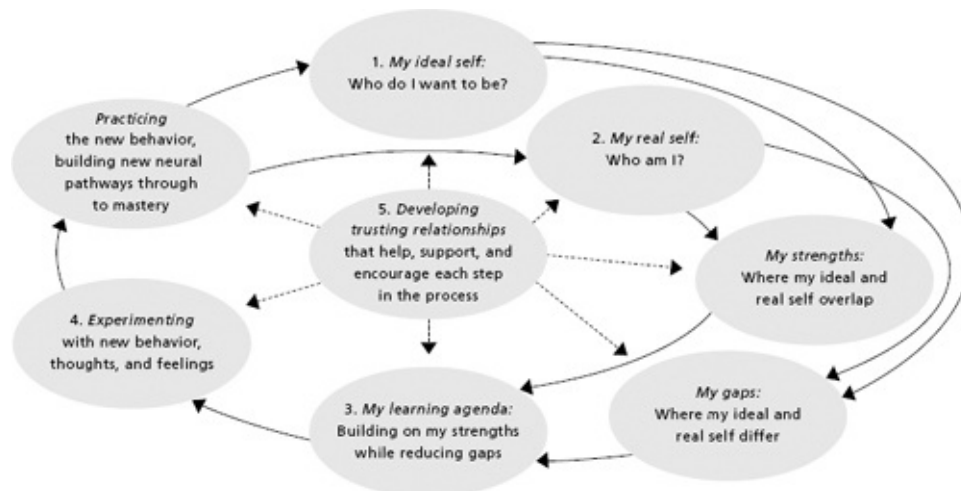 1. My ideal self:
Who do I want to be?
Practicing
the new behavior,
building new neural
pathways through
to mastery
2. My real self:
Who am I?
5. Developing
trusting relationships
that help, support, and
encourage each step
in the process
My strengths:
Where my ideal and
real self overlap
4. Experimenting
with new behavior,
thoughts, and feelings
3. My learning agenda:
Building on my strengths
while reducing gaps
My gaps:
Where my ideal and
real self differ